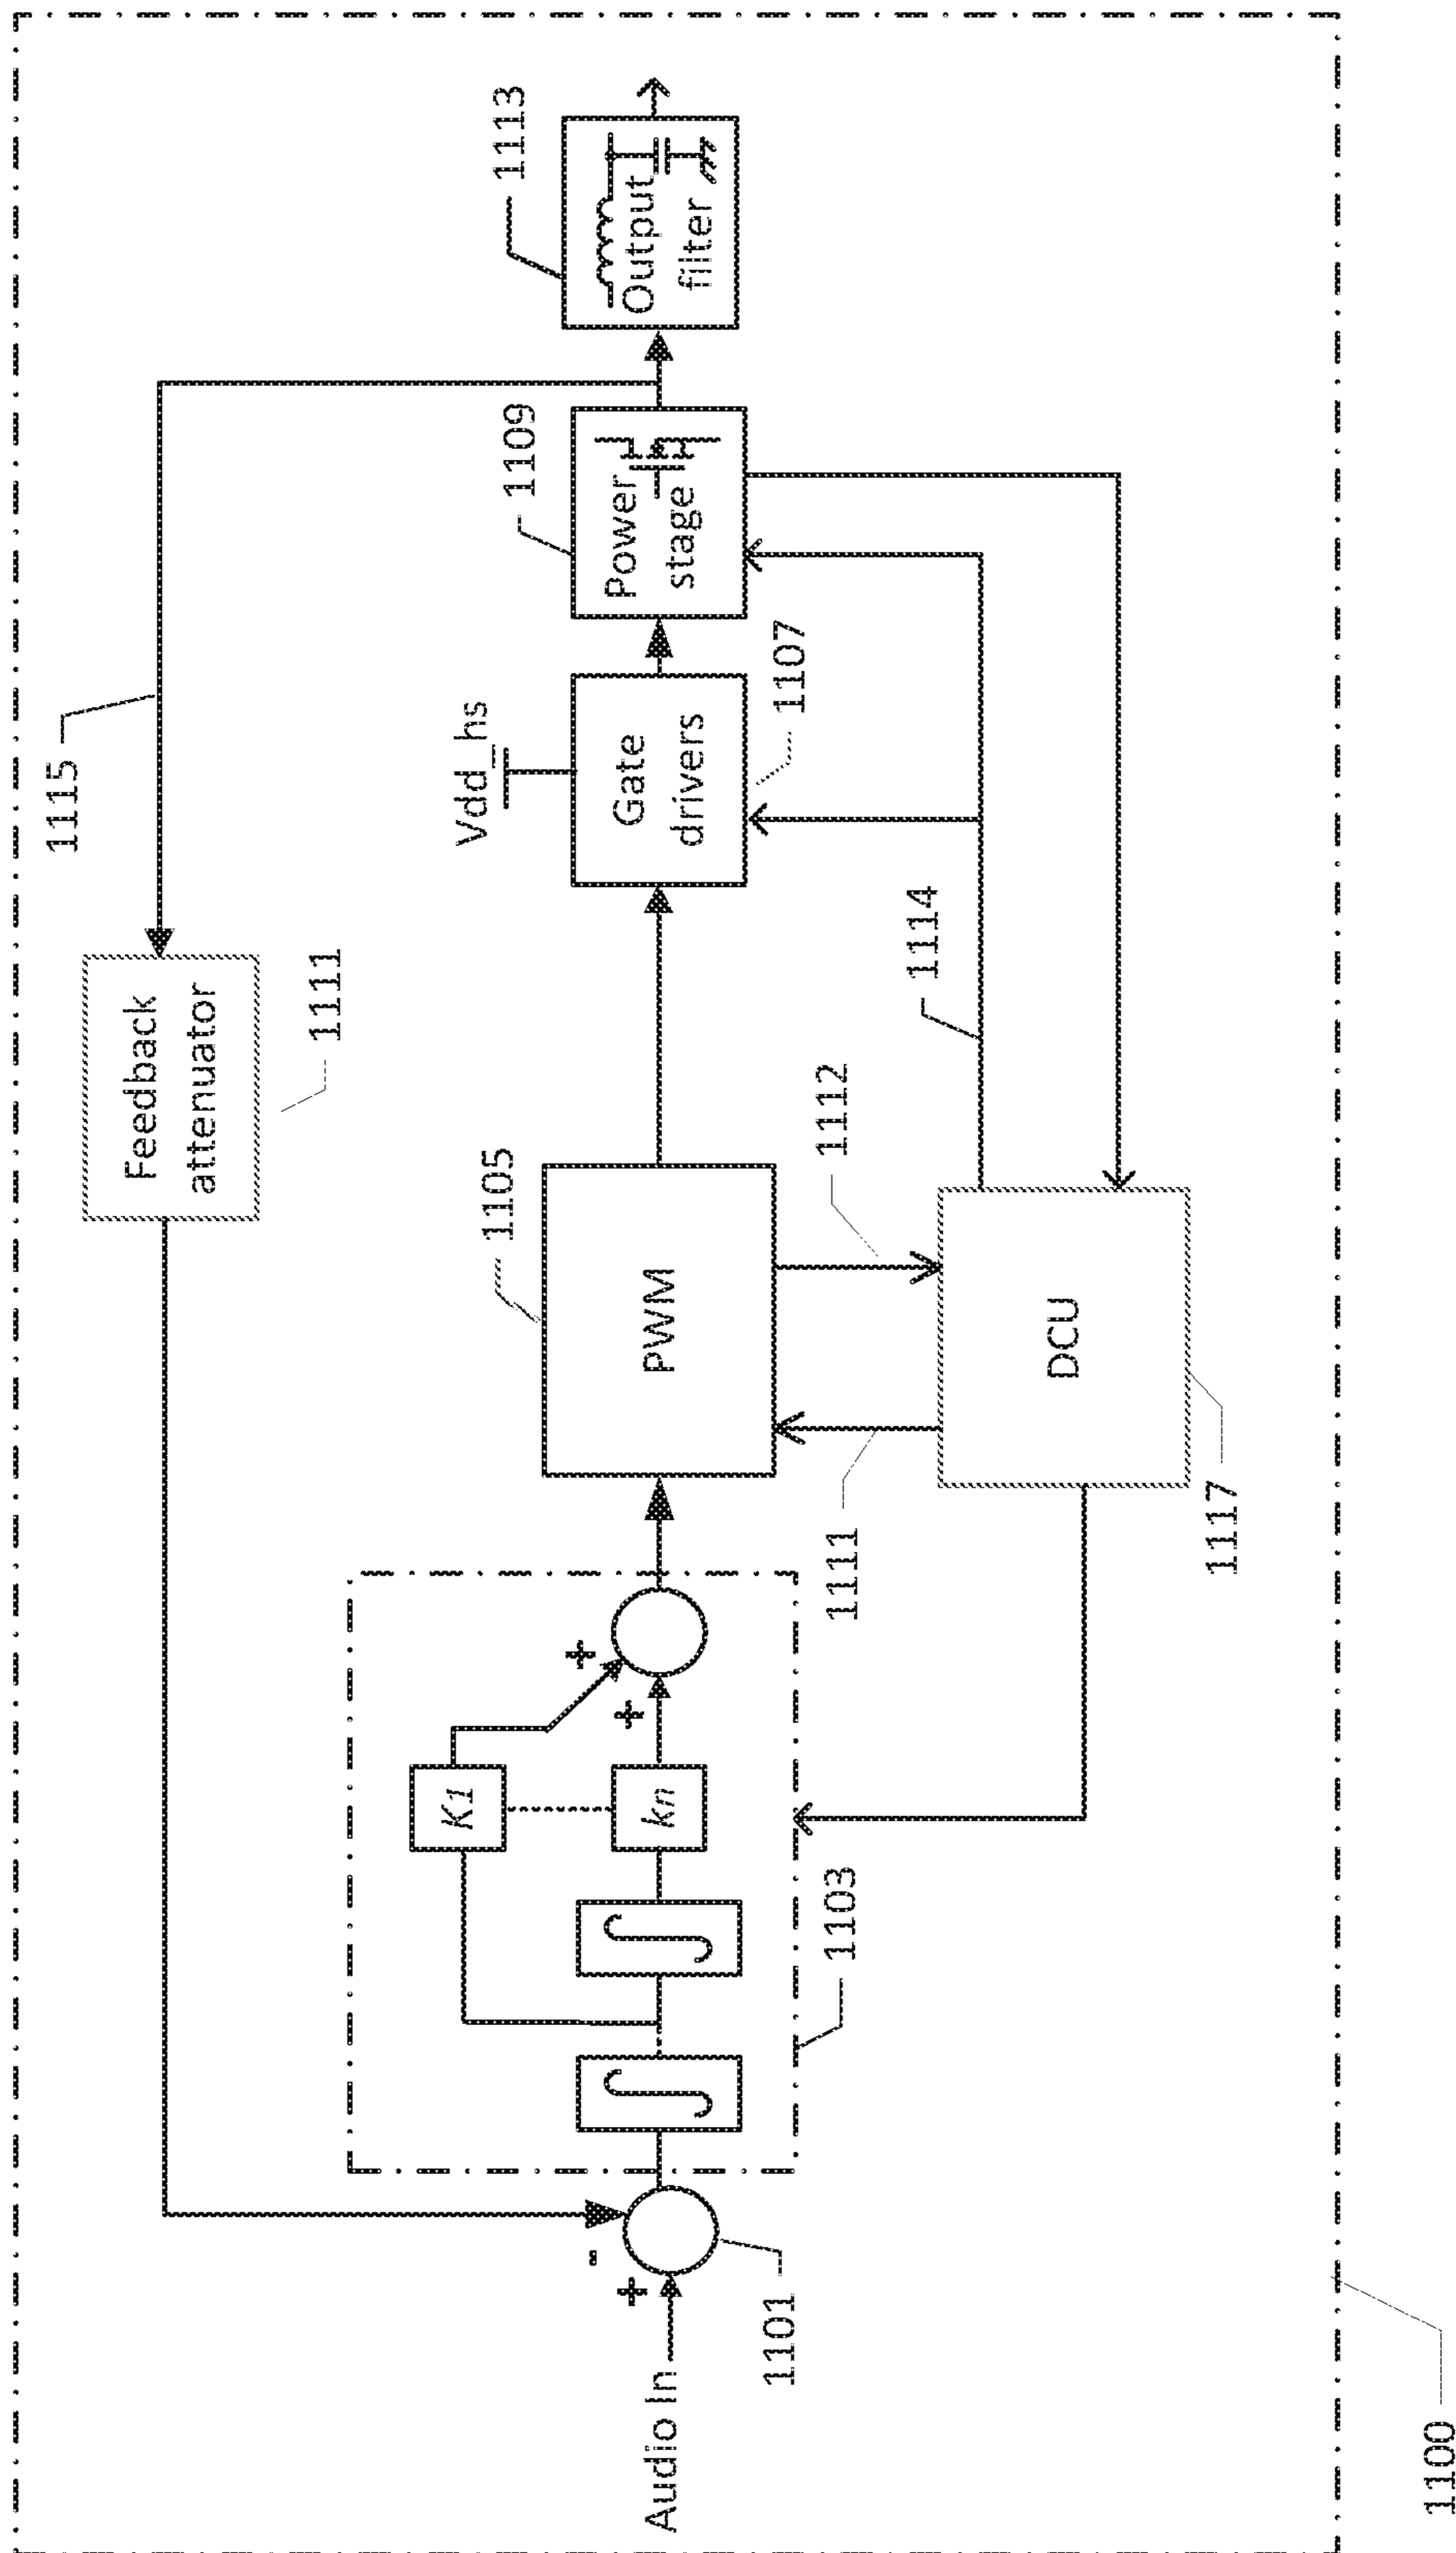 1115
Feedback
attenuator
1111
1113
Output
filter
1109
Power
stage
Vdd_hs
Gate
drivers
1107
1105
PWM
1114
1112
1111
DCU
1117
K1
kn
+
+
1103
-
+
Audio In
1101
1100